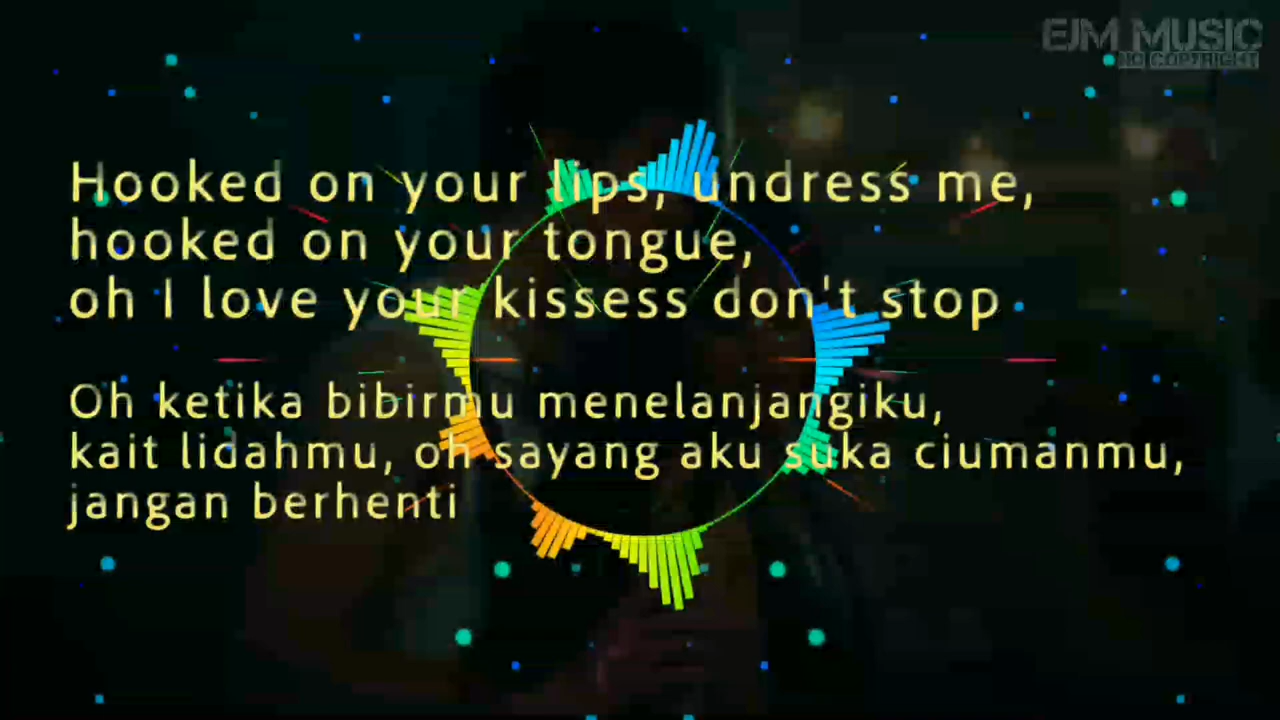 EJM MUSIC
NO COPYRIGHT
Hooked on your lips, undress me,
hooked on your tongue,
oh I love your kissess don't stop
Oh ketika bibirmu menelanjangiku,
kait lidahmu, oh sayang aku suka ciumanmu,
jangan berhenti